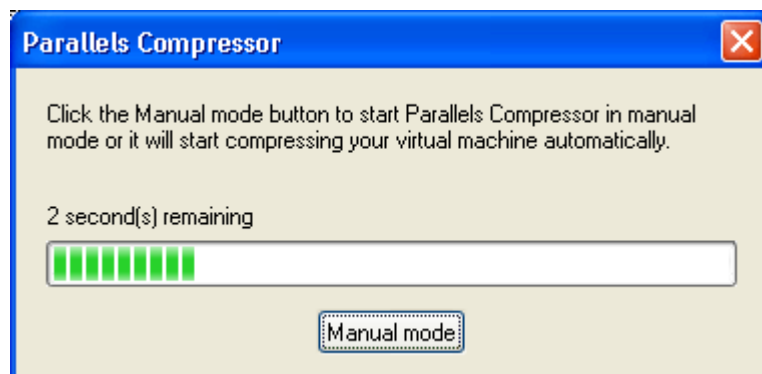 Parallels Compressor
Click the Manual mode button to start Parallels Compressor in manual
mode or it will start compressing your virtual machine automatically.
2 second(s) remaining
Manual mode